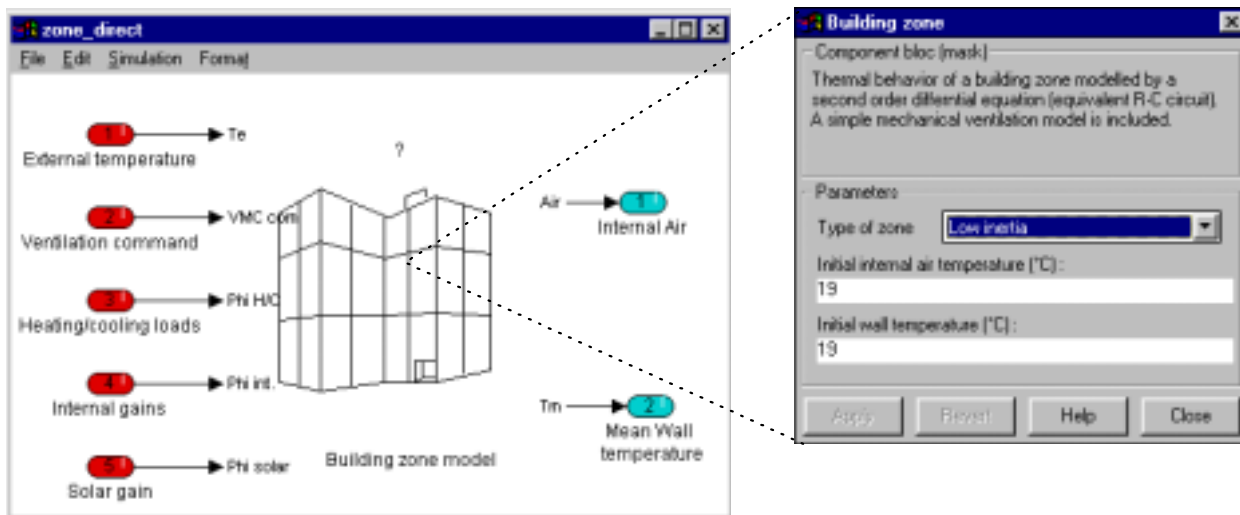 zone_direct
File Edit Simulation Format
1
Te
External temperature
?
2
VMC com
Ventilation command
Air
1
Internal Air
3
Phi H/C
Heating/cooling loads
4
Phi int.
Internal gains
Tm
2
Mean Wall
temperature
5
Phi solar
Solar gain
Building zone model
Building zone
Component bloc (mask)
Thermal behavior of a building zone modelled by a
second order differntial equation (equivalent R-C circuit).
A simple mechanical ventilation model is included.
Parameters
Type of zone
Low inertia
Initial internal air temperature (°C) :
19
Initial wall temperature (°C) :
19
Apply Revert Help Close